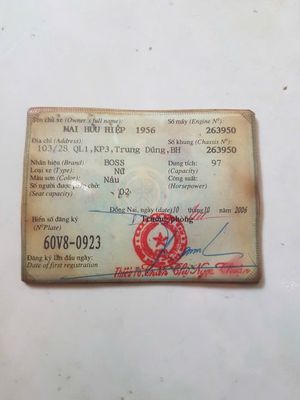 Tên chủ xe (Owner's full name): Số máy (Engine N°)
MAI HỮU HIỆP 1956 263950
Địa chỉ (Address): Số khung (Chassis N°)
103/28 QL1,KP3,Trung Dũng,BH 263950
Nhãn hiệu (Brand) BOSS Dung tích: 97
Loại xe (Type) Nữ (Capacity)
Màu sơn (Color) Nâu Công suất:
Số người được phép chở: 02 (Horsepower)
(Seat capacity)
Đồng Nai, ngày (date) 10 10 2006
Biển số đăng ký Trưởng phòng
(N°Plate)
60V8-0923
Đăng ký lần đầu ngày:
Date of first registration